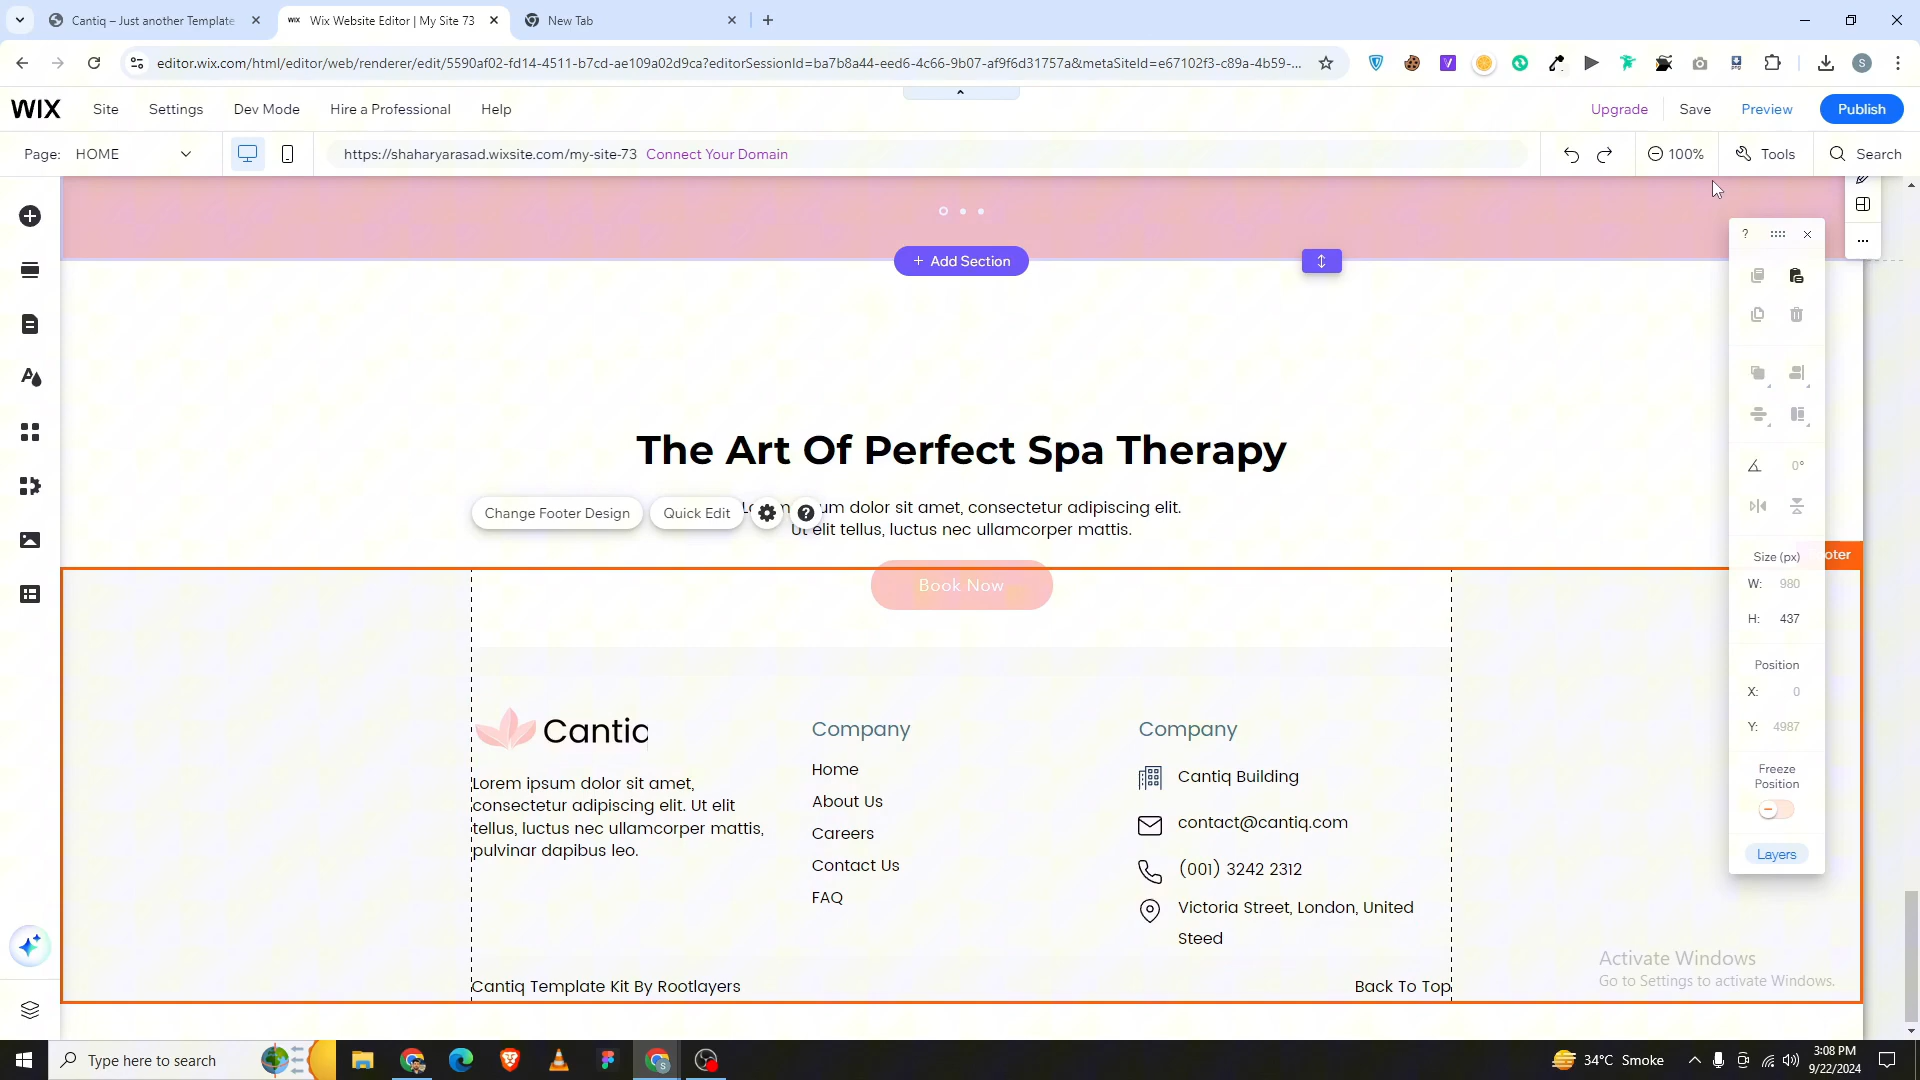 Cantiq – Just another Template
Wix Website Editor | My Site 73
New Tab
editor.wix.com/html/editor/web/renderer/edit/5590af02-fd14-4511-b7cd-ae109a02d9ca?editorSessionId=ba7b8a44-eed6-4c66-9b07-af9f6d31757a&metaSiteId=e67102f3-c89a-4b59-...
WIX
Site
Settings
Dev Mode
Hire a Professional
Help
Upgrade
Save
Preview
Publish
Page: HOME
https://shaharyarasad.wixsite.com/my-site-73 Connect Your Domain
100%
Tools
Search
+ Add Section
The Art Of Perfect Spa Therapy
dolor sit amet, consectetur adipiscing elit.
Ut elit tellus, luctus nec ullamcorper mattis.
Change Footer Design
Quick Edit
Book Now
Cantiq
Lorem ipsum dolor sit amet,
consectetur adipiscing elit. Ut elit
tellus, luctus nec ullamcorper mattis,
pulvinar dapibus leo.
Company
Home
About Us
Careers
Contact Us
FAQ
Company
Cantiq Building
contact@cantiq.com
(001) 3242 2312
Victoria Street, London, United
Steed
Cantiq Template Kit By Rootlayers
Back To Top
?
0°
Size (px)
W: 980
H: 437
Position
X: 0
Y: 4987
Freeze
Position
Layers
Activate Windows
Go to Settings to activate Windows.
Type here to search
34°C Smoke
3:08 PM
9/22/2024